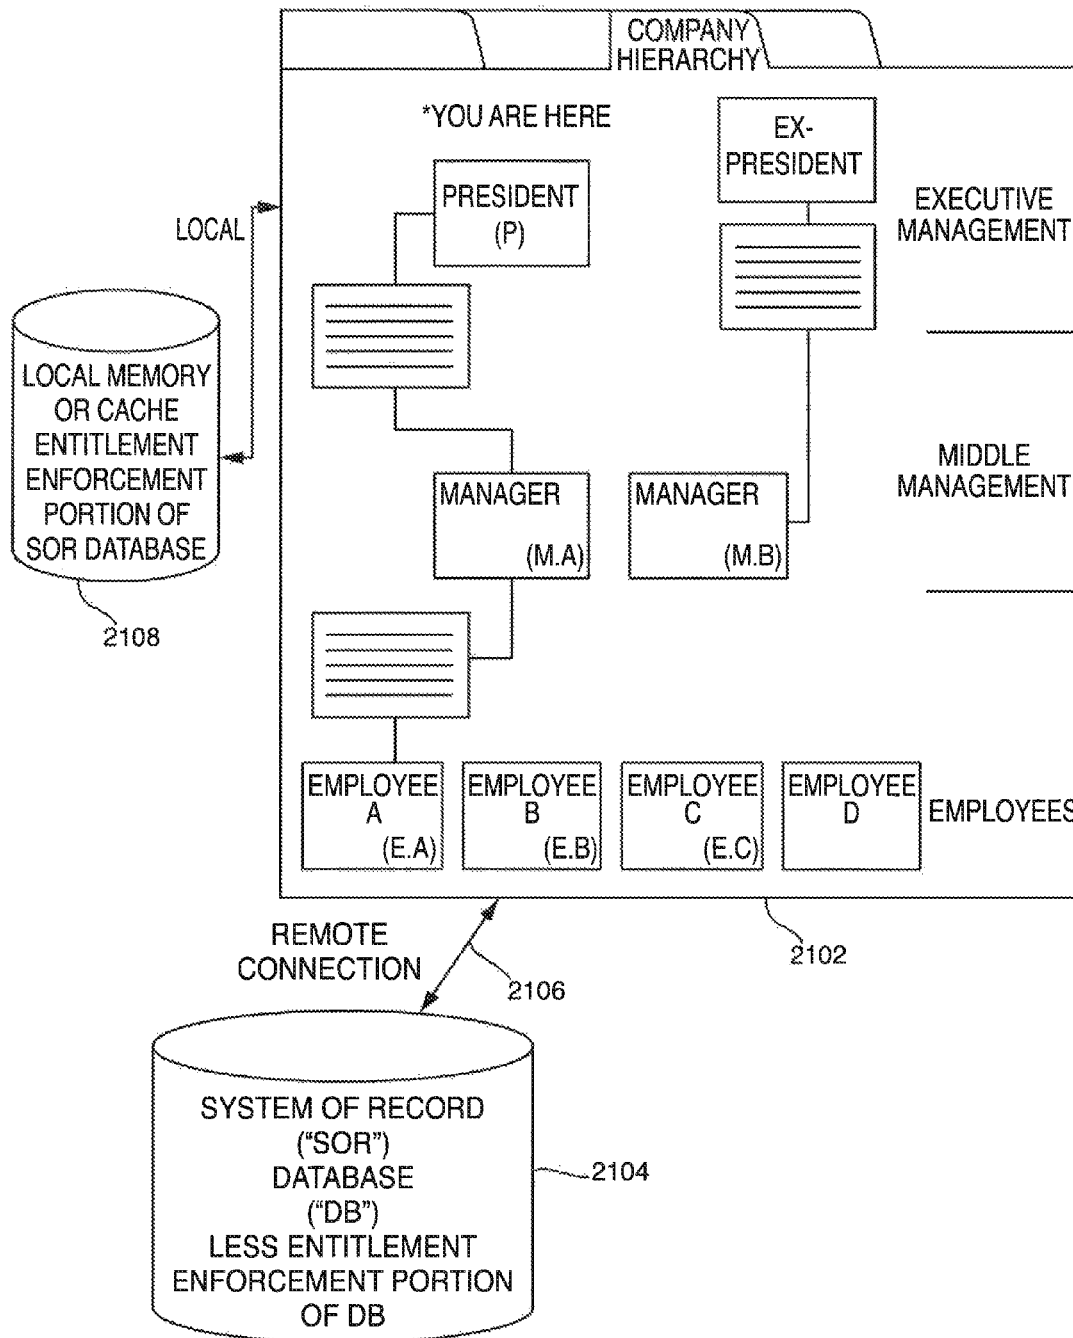 COMPANY
HIERARCHY
*YOU ARE HERE
EX-
PRESIDENT
PRESIDENT
(P)
EXECUTIVE
MANAGEMENT
LOCAL
LOCAL MEMORY
OR CACHE
ENTITLEMENT
ENFORCEMENT
PORTION OF
SOR DATABASE
2108
MIDDLE
MANAGEMENT
MANAGER
(M.A)
MANAGER
(M.B)
EMPLOYEE
A
(E.A)
EMPLOYEE
B
(E.B)
EMPLOYEE
C
(E.C)
EMPLOYEE
D
EMPLOYEES
REMOTE
CONNECTION
2106
2102
SYSTEM OF RECORD
("SOR")
DATABASE
("DB")
LESS ENTITLEMENT
ENFORCEMENT PORTION
OF DB
2104